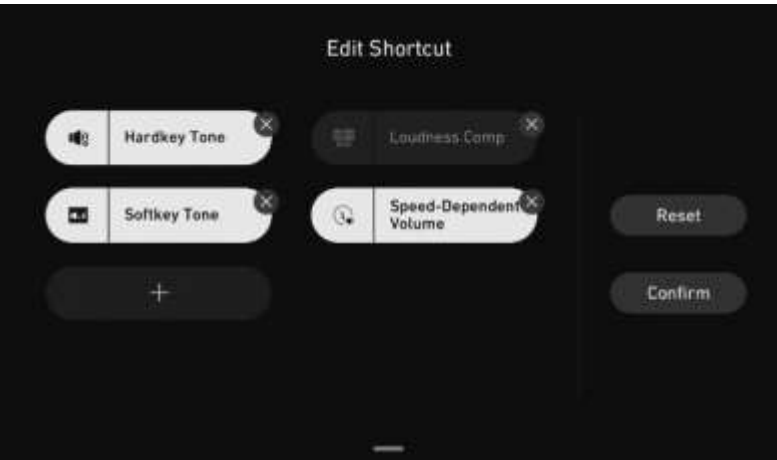 Edit Shortcut
Hardkey Tone
Loudness Comp
Softkey Tone
Speed-Dependent
Volume
Reset
Confirm